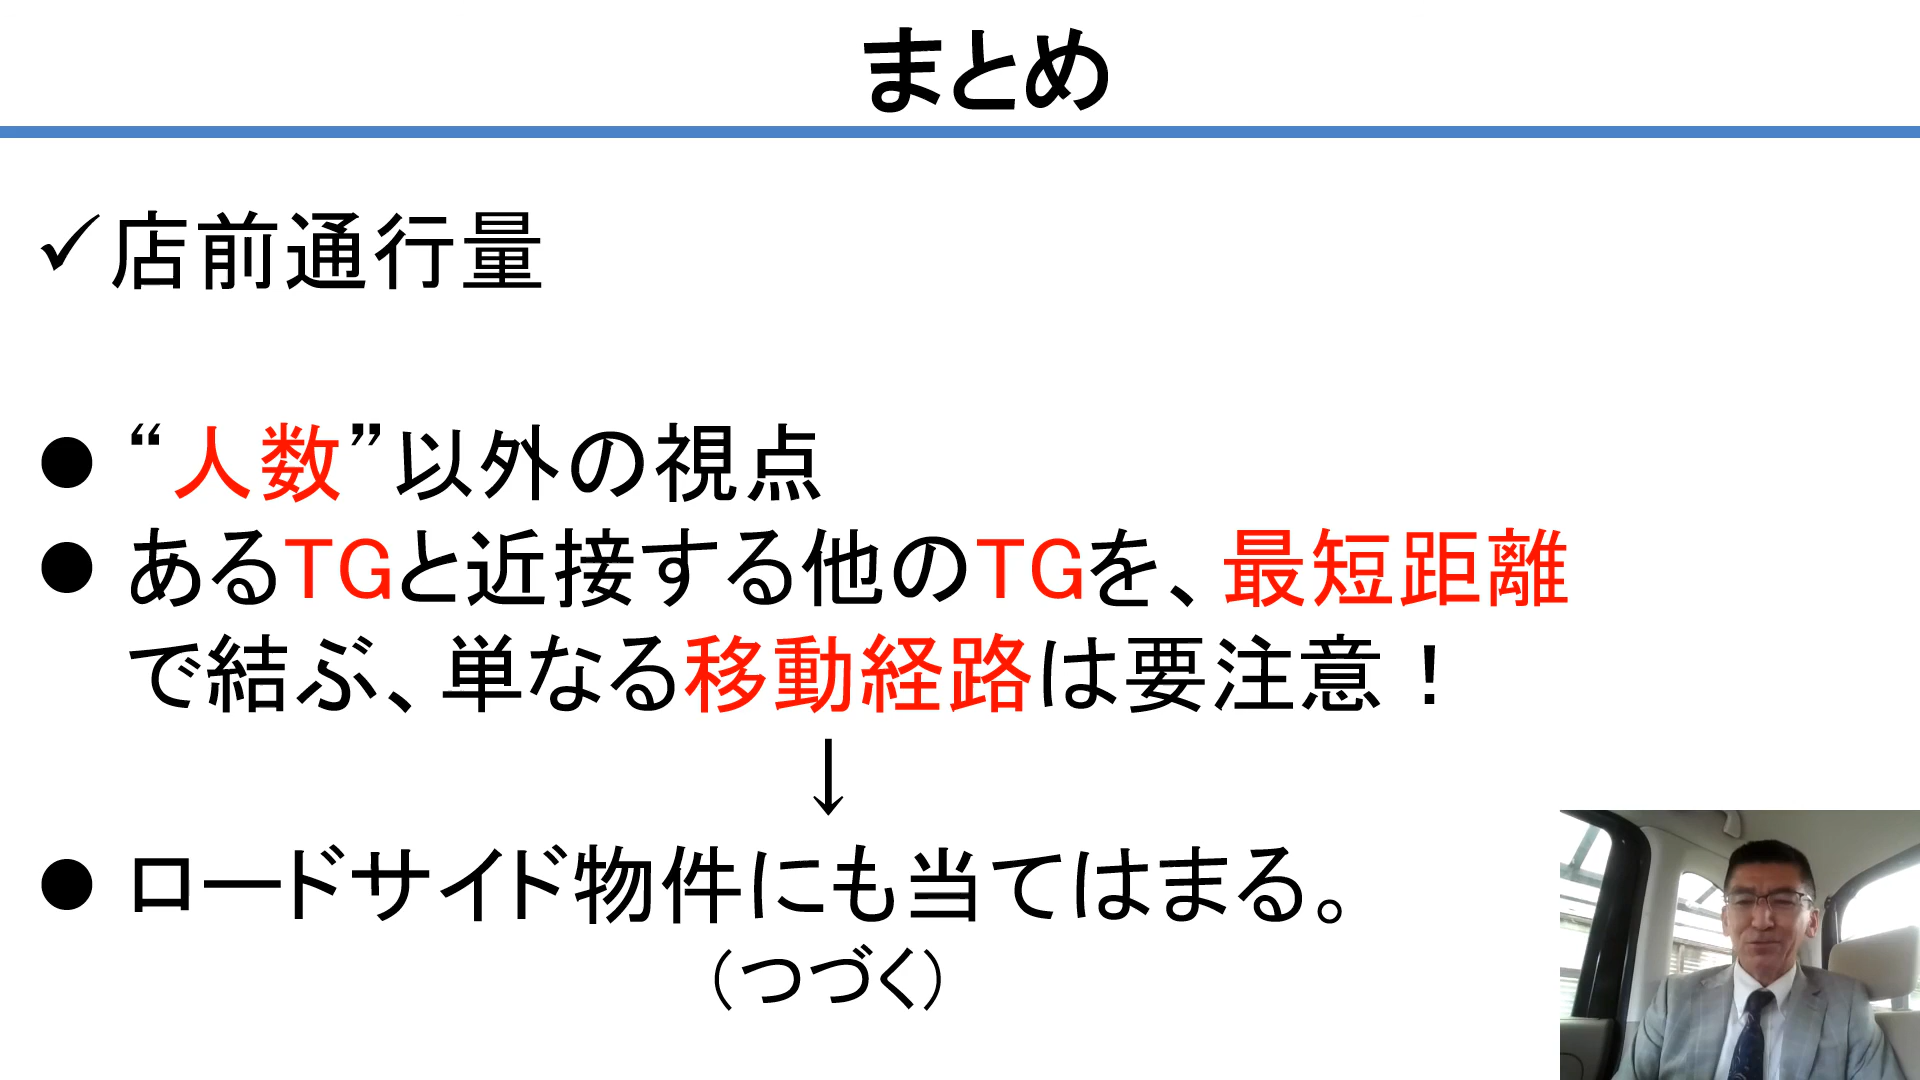 まとめ
✓店前通行量
● “人数”以外の視点
● あるTGと近接する他のTGを、最短距離
で結ぶ、単なる移動経路は要注意！
↓
● ロードサイド物件にも当てはまる。
（つづく）